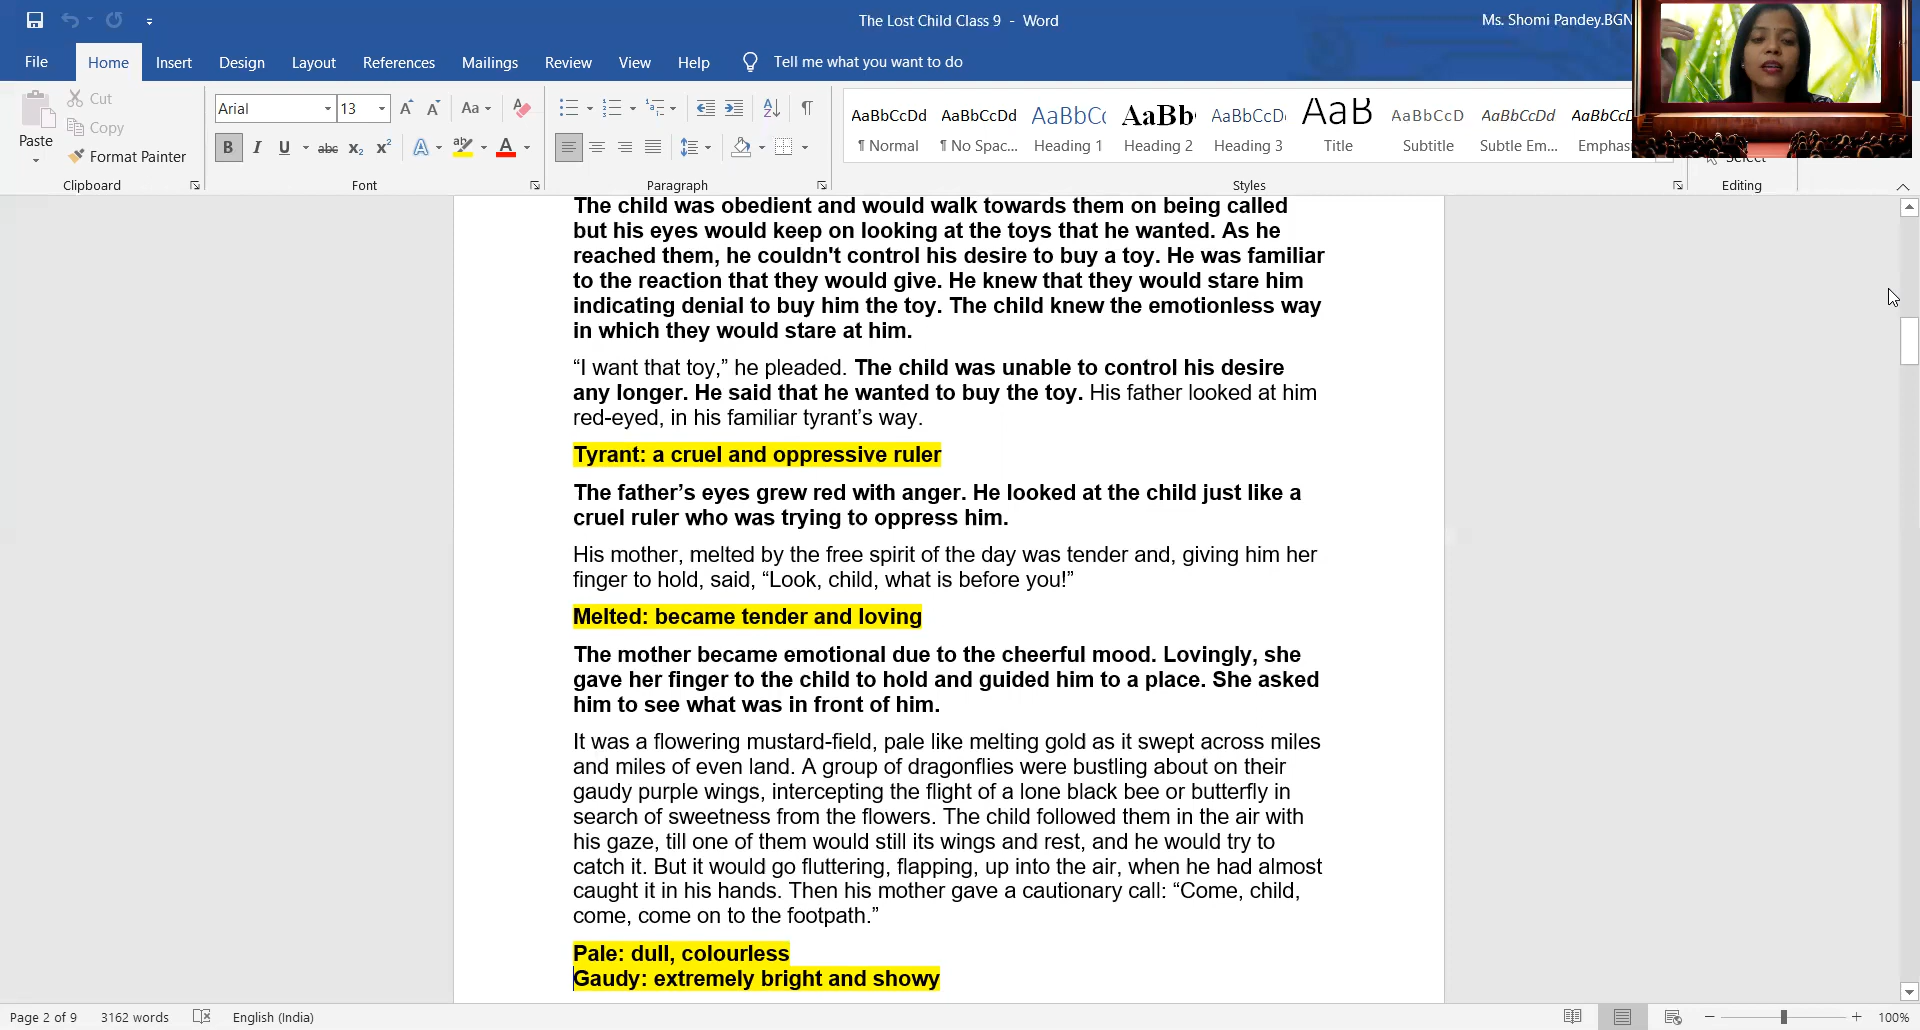 The Lost Child Class 9 - Word
Ms. Shomi Pandey.BGN
File Home Insert Design Layout References Mailings Review View Help Tell me what you want to do
Paste
Cut
Copy
Format Painter
Clipboard
Arial 13
Font
Paragraph
AaBbCcDd AaBbCcDd AaBbCc AaBb AaBbCcD AaB AaBbCcD AaBbCcDd AaBbCcD
¶ Normal ¶ No Spac... Heading 1 Heading 2 Heading 3 Title Subtitle Subtle Em... Emphas
Styles
Select
Editing
The child was obedient and would walk towards them on being called
but his eyes would keep on looking at the toys that he wanted. As he
reached them, he couldn't control his desire to buy a toy. He was familiar
to the reaction that they would give. He knew that they would stare him
indicating denial to buy him the toy. The child knew the emotionless way
in which they would stare at him.
“I want that toy,” he pleaded. The child was unable to control his desire
any longer. He said that he wanted to buy the toy. His father looked at him
red-eyed, in his familiar tyrant’s way.
Tyrant: a cruel and oppressive ruler
The father’s eyes grew red with anger. He looked at the child just like a
cruel ruler who was trying to oppress him.
His mother, melted by the free spirit of the day was tender and, giving him her
finger to hold, said, “Look, child, what is before you!”
Melted: became tender and loving
The mother became emotional due to the cheerful mood. Lovingly, she
gave her finger to the child to hold and guided him to a place. She asked
him to see what was in front of him.
It was a flowering mustard-field, pale like melting gold as it swept across miles
and miles of even land. A group of dragonflies were bustling about on their
gaudy purple wings, intercepting the flight of a lone black bee or butterfly in
search of sweetness from the flowers. The child followed them in the air with
his gaze, till one of them would still its wings and rest, and he would try to
catch it. But it would go fluttering, flapping, up into the air, when he had almost
caught it in his hands. Then his mother gave a cautionary call: “Come, child,
come, come on to the footpath.”
Pale: dull, colourless
Gaudy: extremely bright and showy
Page 2 of 9 3162 words English (India) 100%